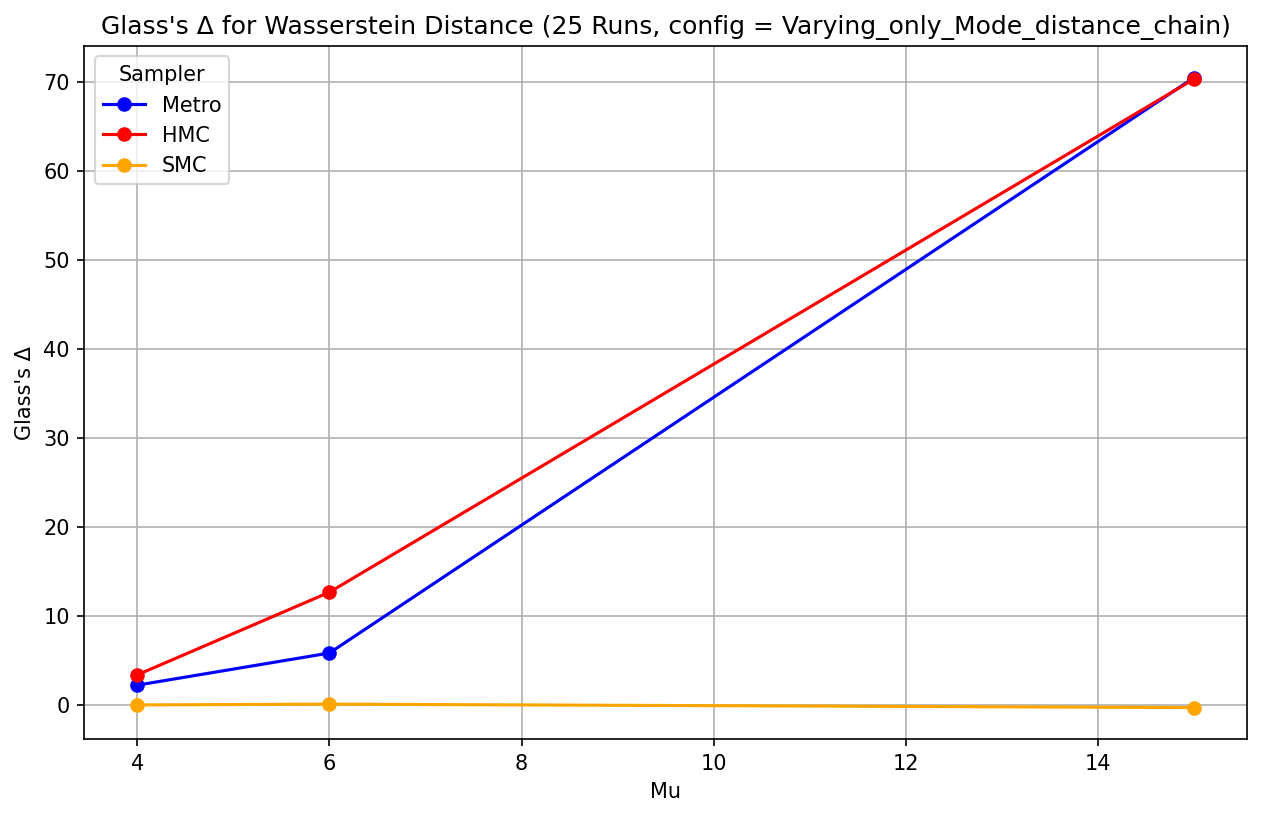 Glass's Δ for Wasserstein Distance (25 Runs, config = Varying_only_Mode_distance_chain)
Sampler
Metro
HMC
SMC
Glass's Δ
70
60
50
40
30
20
10
0
4 6 8 10 12 14
Mu